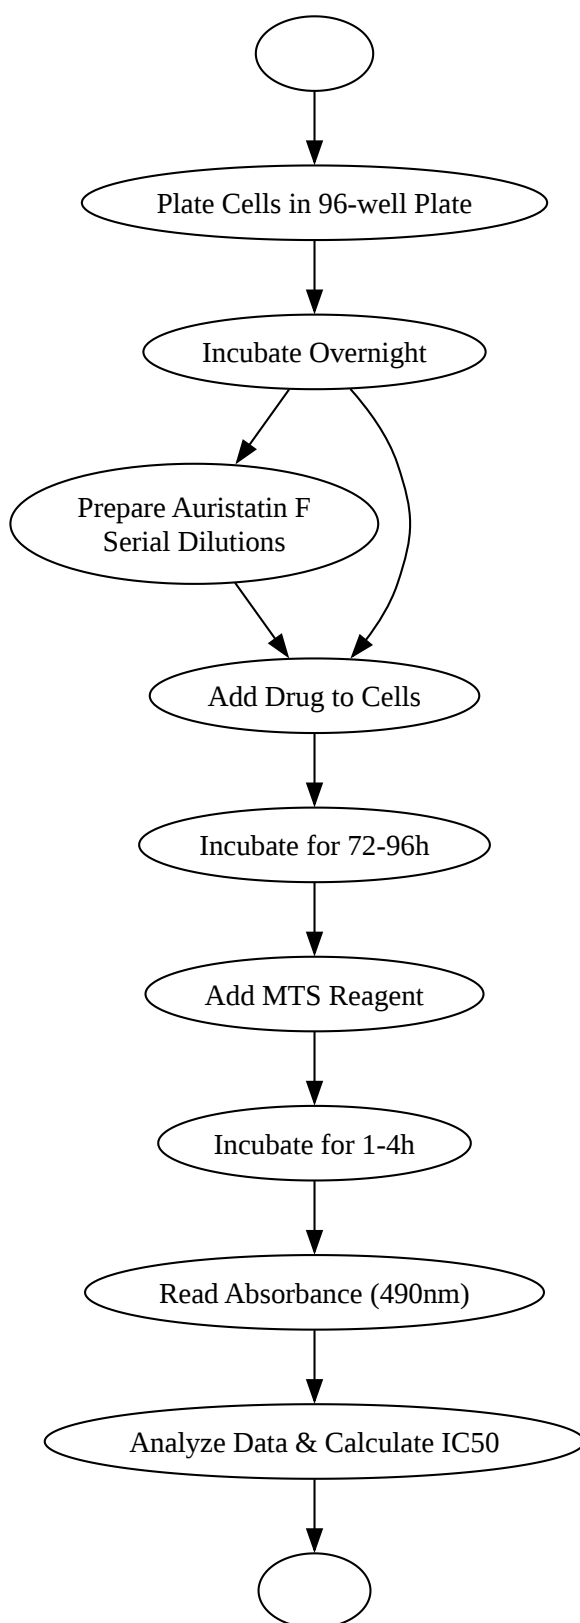 Plate Cells in 96-well Plate
Incubate Overnight
Prepare Auristatin F
Serial Dilutions
Add Drug to Cells
Incubate for 72-96h
Add MTS Reagent
Incubate for 1-4h
Read Absorbance (490nm)
Analyze Data & Calculate IC50